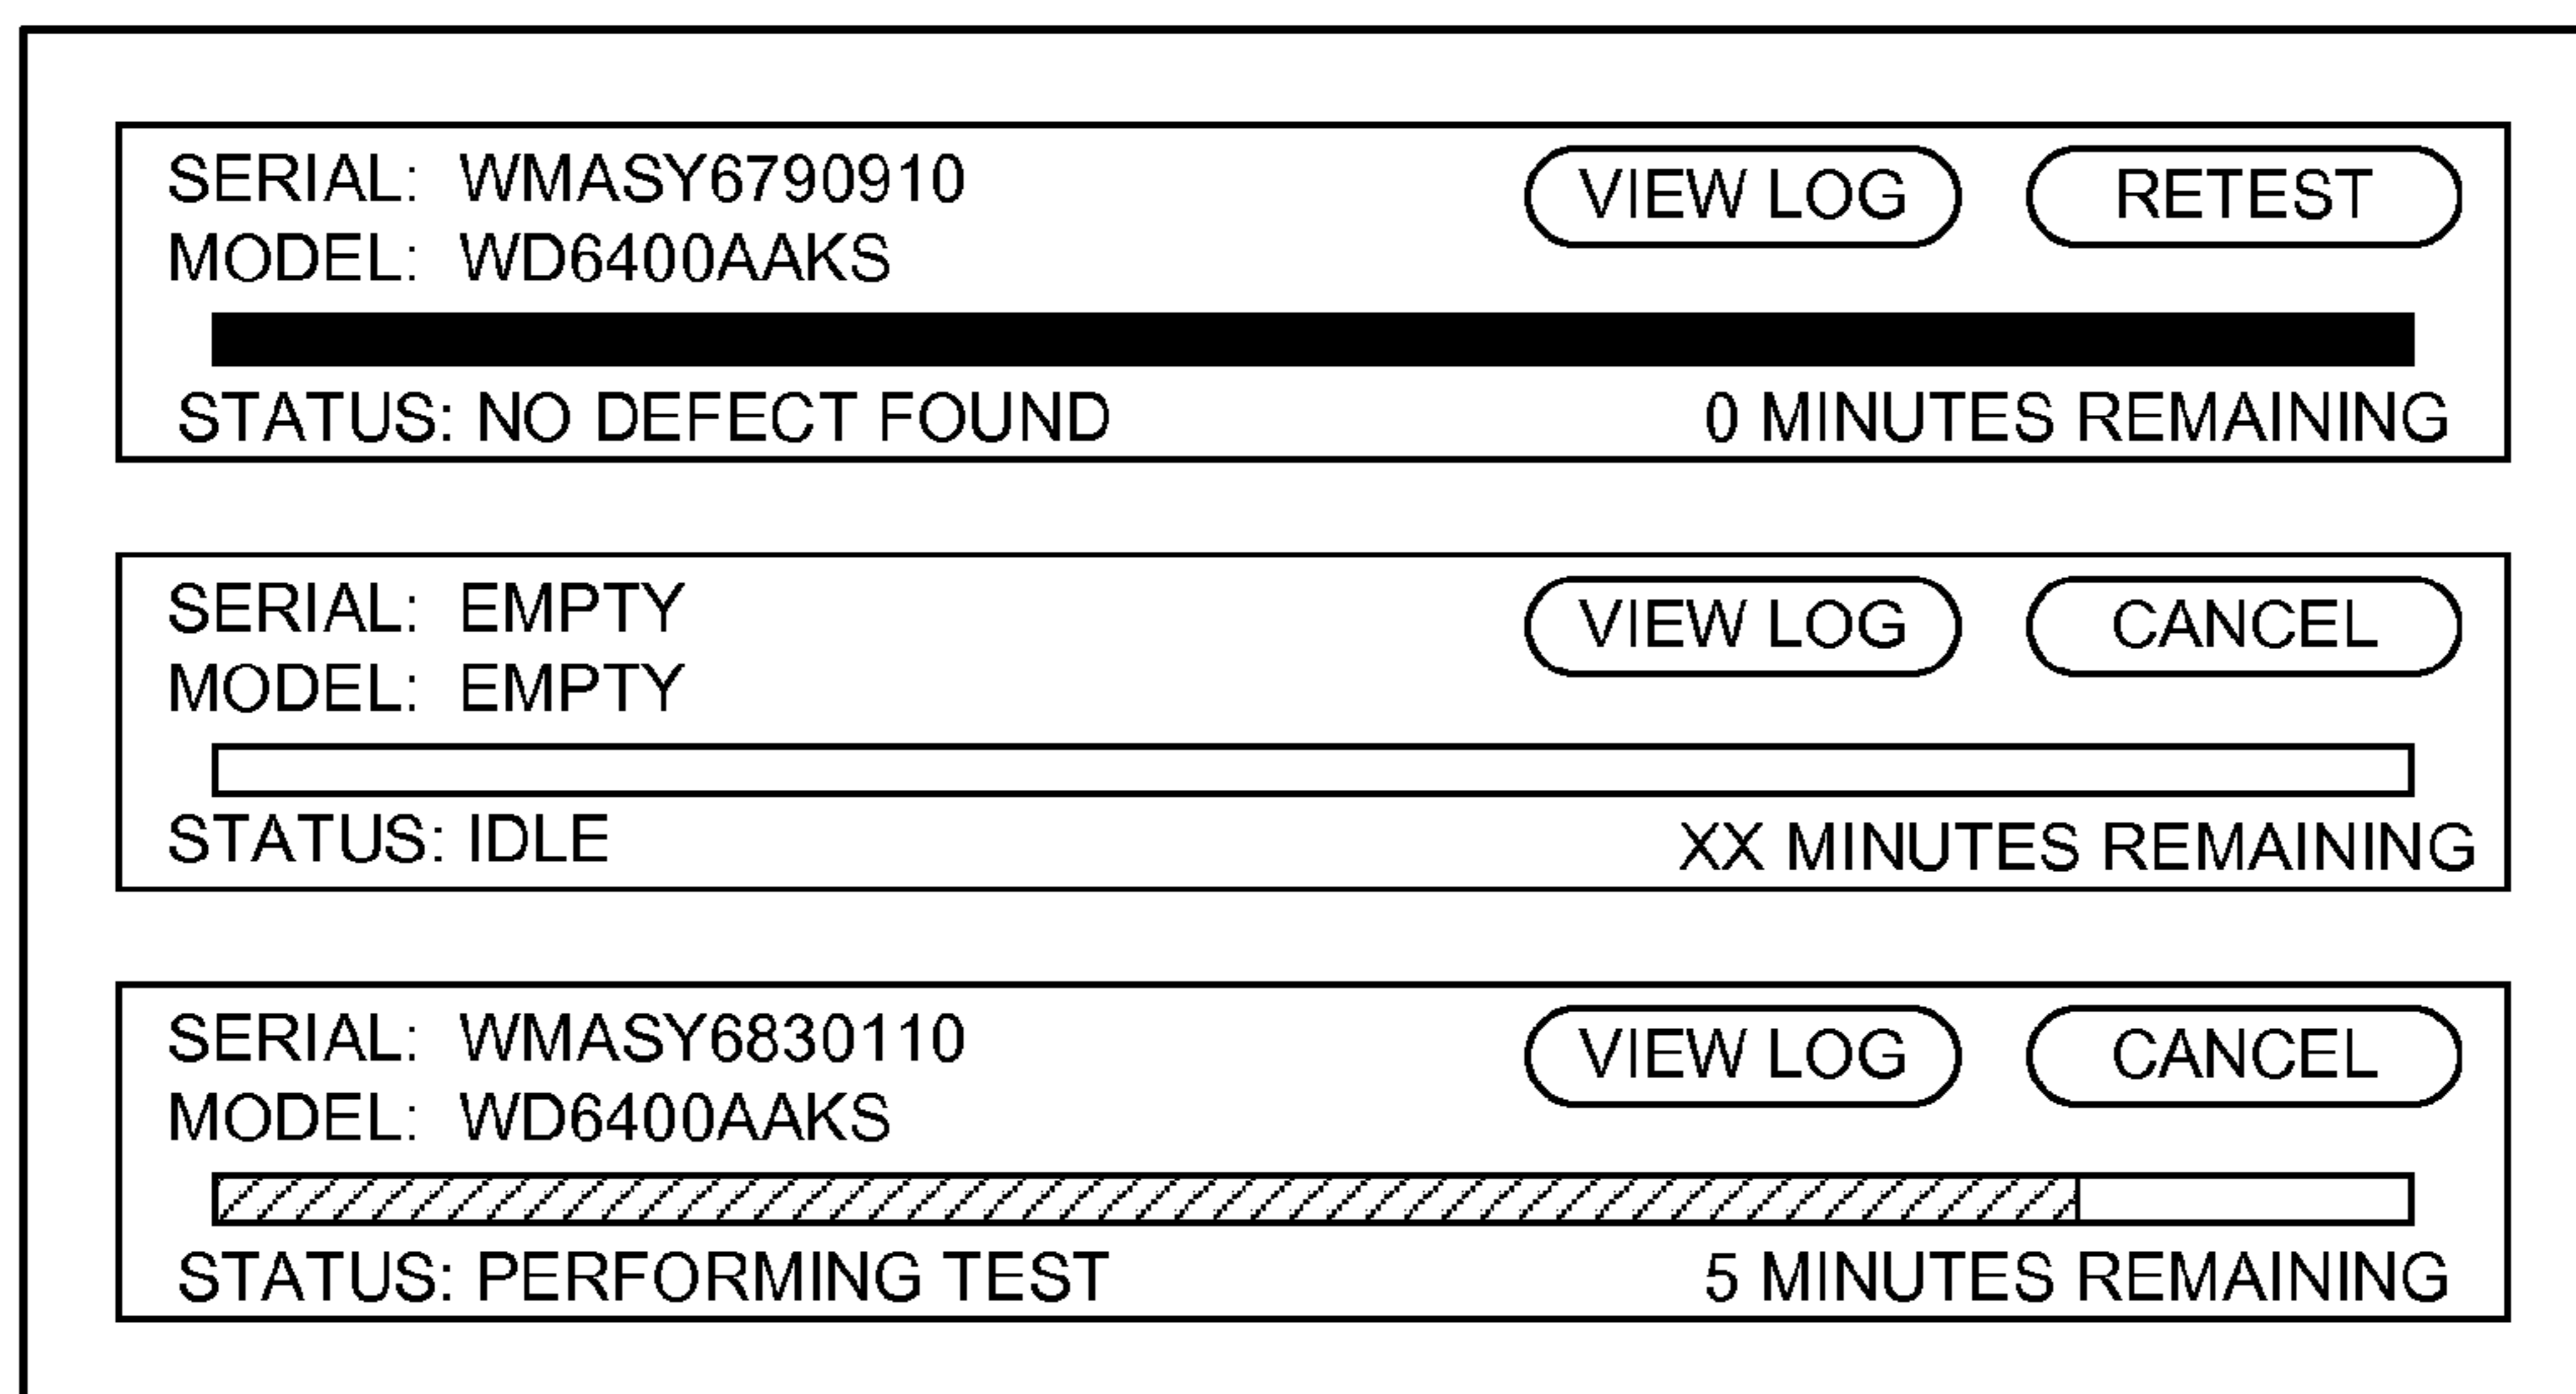 SERIAL: WMASY6790910 VIEW LOG RETEST
MODEL: WD6400AAKS
STATUS: NO DEFECT FOUND 0 MINUTES REMAINING
SERIAL: EMPTY VIEW LOG CANCEL
MODEL: EMPTY
STATUS: IDLE XX MINUTES REMAINING
SERIAL: WMASY6830110 VIEW LOG CANCEL
MODEL: WD6400AAKS
STATUS: PERFORMING TEST 5 MINUTES REMAINING